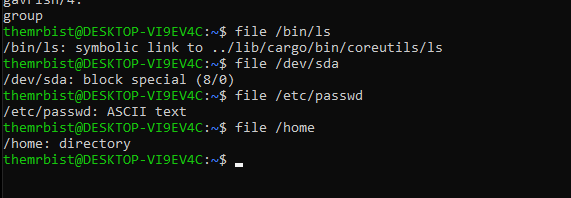 gavrish/4:
group
themrbist@DESKTOP-VI9EV4C:~$ file /bin/ls
/bin/ls: symbolic link to ../lib/cargo/bin/coreutils/ls
themrbist@DESKTOP-VI9EV4C:~$ file /dev/sda
/dev/sda: block special (8/0)
themrbist@DESKTOP-VI9EV4C:~$ file /etc/passwd
/etc/passwd: ASCII text
themrbist@DESKTOP-VI9EV4C:~$ file /home
/home: directory
themrbist@DESKTOP-VI9EV4C:~$